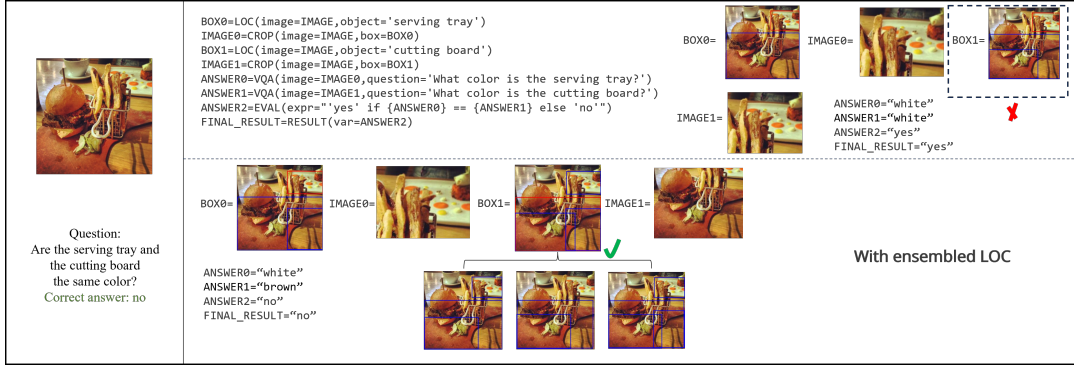 BOX0=LOC(image=IMAGE,object='serving tray')
IMAGE0=CROP(image=IMAGE,box=BOX0)
BOX1=LOC(image=IMAGE,object='cutting board')
IMAGE1=CROP(image=IMAGE,box=BOX1)
ANSWER0=VQA(image=IMAGE0,question='What color is the serving tray?')
ANSWER1=VQA(image=IMAGE1,question='What color is the cutting board?')
ANSWER2=EVAL(expr="'yes' if {ANSWER0} == {ANSWER1} else 'no'")
FINAL_RESULT=RESULT(var=ANSWER2)
BOX0=
IMAGE0=
BOX1=
IMAGE1=
ANSWER0=“white”
ANSWER1=“white”
ANSWER2=“yes”
FINAL_RESULT=“yes”
Question:
Are the serving tray and
the cutting board
the same color?
Correct answer: no
BOX0=
IMAGE0=
BOX1=
IMAGE1=
ANSWER0=“white”
ANSWER1=“brown”
ANSWER2=“no”
FINAL_RESULT=“no”
With ensembled LOC